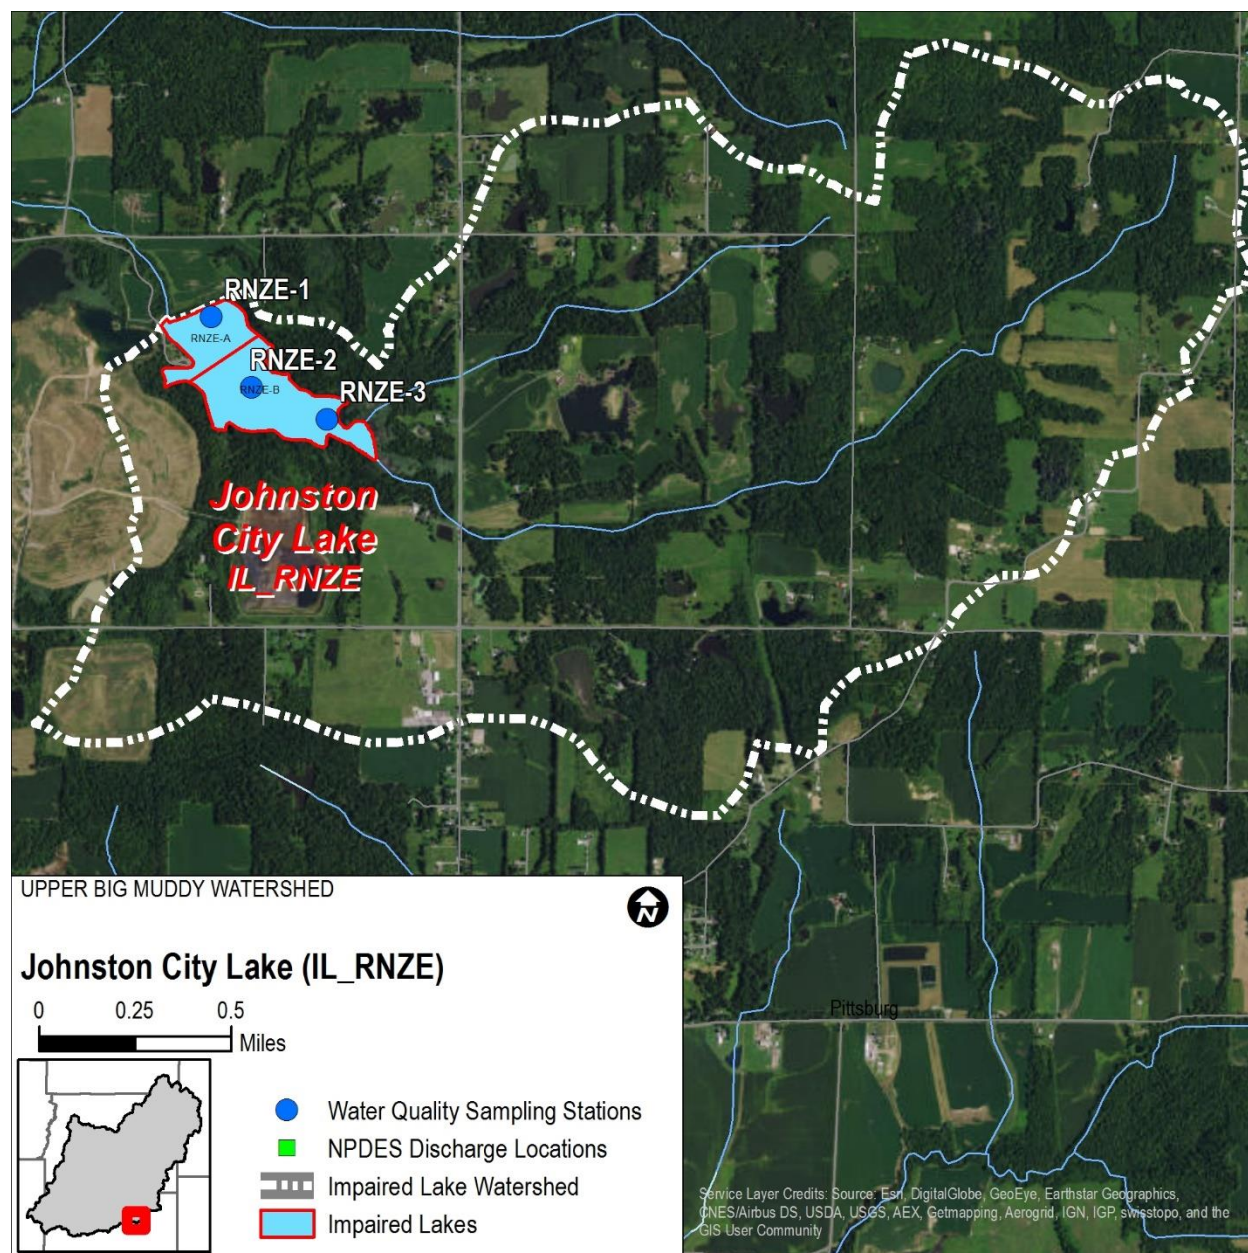 RNZE-1
RNZE-A
RNZE-2
RNZE-B
RNZE-3
Johnston
City Lake
IL_RNZE
UPPER BIG MUDDY WATERSHED
N
Johnston City Lake (IL_RNZE)
0 0.25 0.5
Miles
Water Quality Sampling Stations
NPDES Discharge Locations
Impaired Lake Watershed
Impaired Lakes
Pittsburg
Service Layer Credits: Source: Esri, DigitalGlobe, GeoEye, Earthstar Geographics,
CNES/Airbus DS, USDA, USGS, AEX, Getmapping, Aerogrid, IGN, IGP, swisstopo, and the
GIS User Community